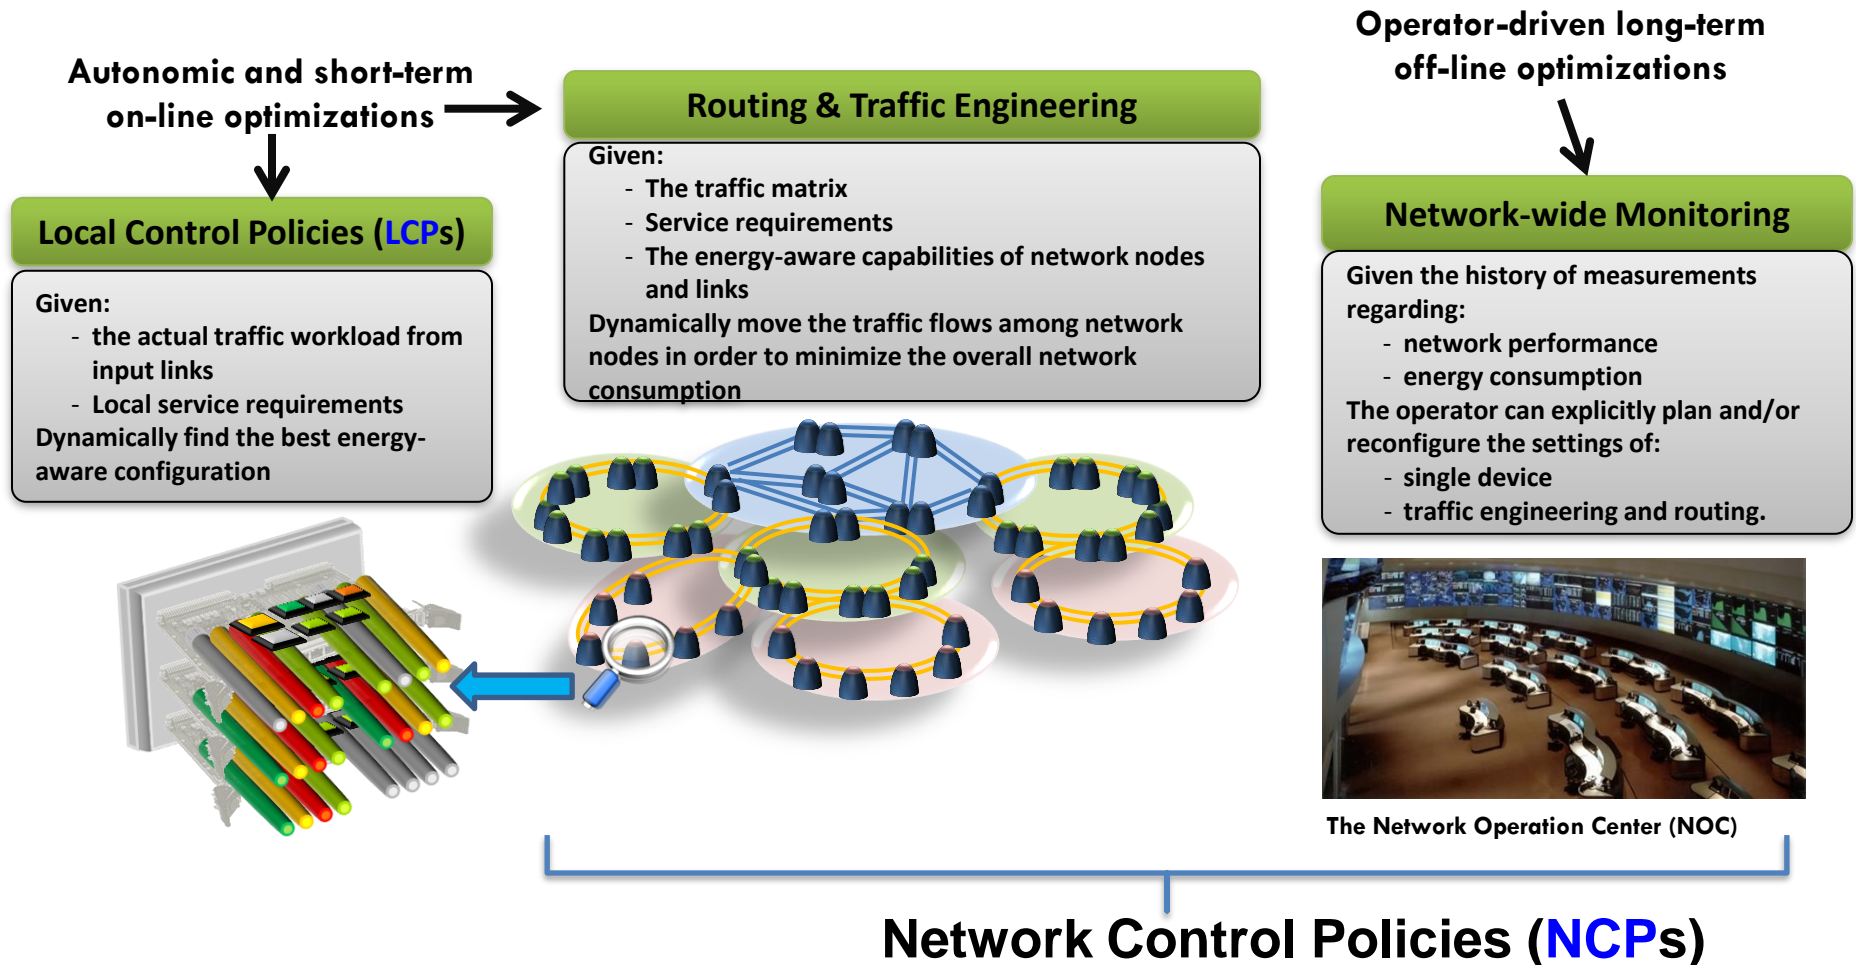 Autonomic and short-term
on-line optimizations
Operator-driven long-term
off-line optimizations
Local Control Policies (LCPs)
Given:
- the actual traffic workload from
input links
- Local service requirements
Dynamically find the best energy-
aware configuration
Routing & Traffic Engineering
Given:
- The traffic matrix
- Service requirements
- The energy-aware capabilities of network nodes
and links
Dynamically move the traffic flows among network
nodes in order to minimize the overall network
consumption
Network-wide Monitoring
Given the history of measurements
regarding:
- network performance
- energy consumption
The operator can explicitly plan and/or
reconfigure the settings of:
- single device
- traffic engineering and routing.
The Network Operation Center (NOC)
Network Control Policies (NCPs)